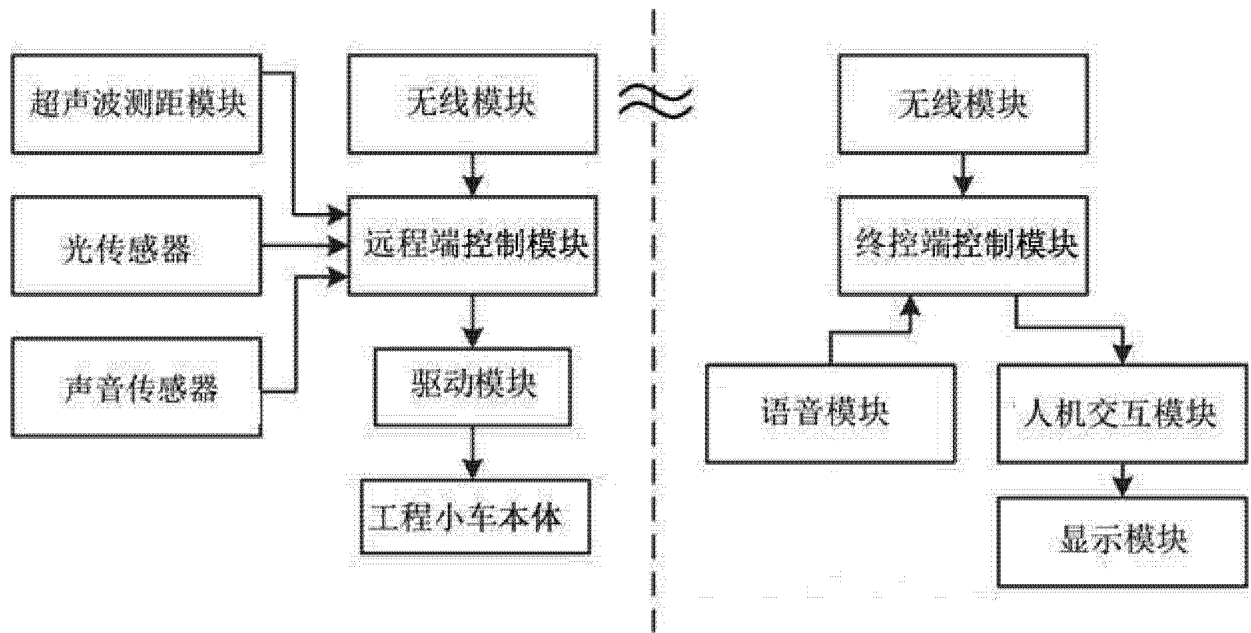 超声波测距模块
无线模块
光传感器
远程端控制模块
声音传感器
驱动模块
工程小车本体
无线模块
终控端控制模块
语音模块
人机交互模块
显示模块